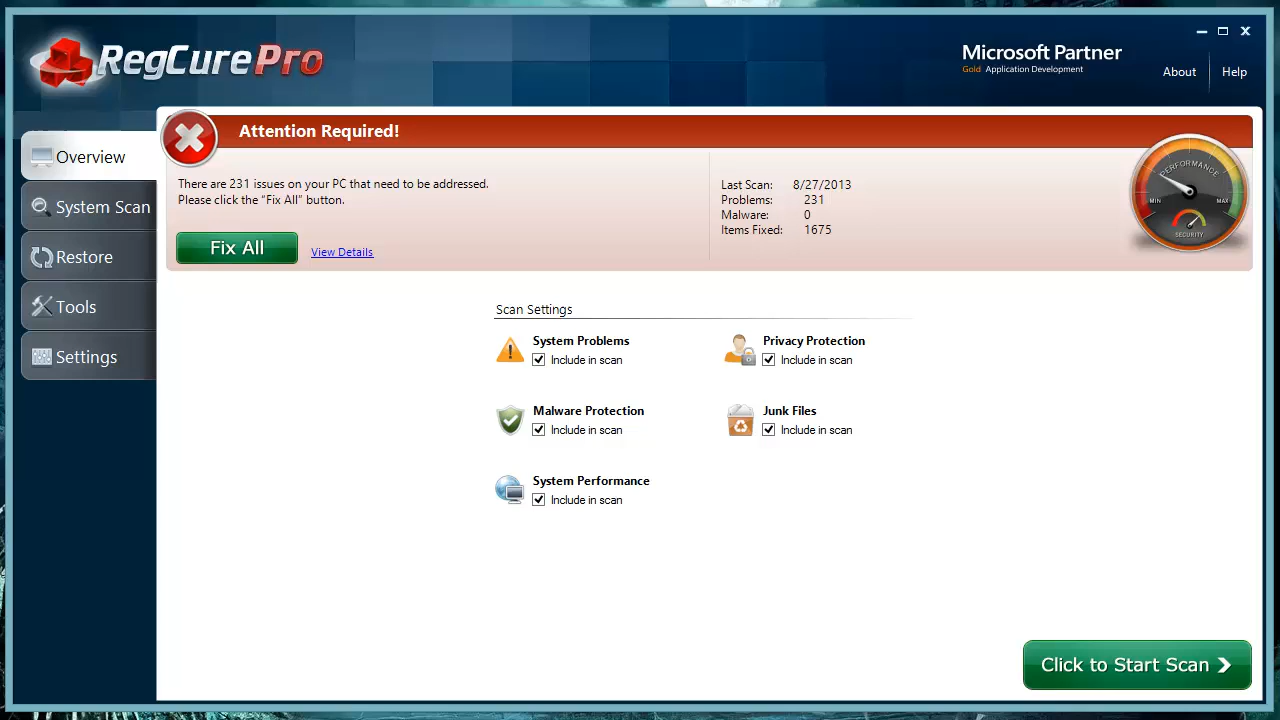 RegCure Pro
Microsoft Partner
Gold Application Development
About
Help
Overview
System Scan
Restore
Tools
Settings
Attention Required!
There are 231 issues on your PC that need to be addressed.
Please click the "Fix All" button.
Fix All
View Details
Last Scan: 8/27/2013
Problems: 231
Malware: 0
Items Fixed: 1675
PERFORMANCE
MIN
MAX
SECURITY
Scan Settings
System Problems
Include in scan
Privacy Protection
Include in scan
Malware Protection
Include in scan
Junk Files
Include in scan
System Performance
Include in scan
Click to Start Scan